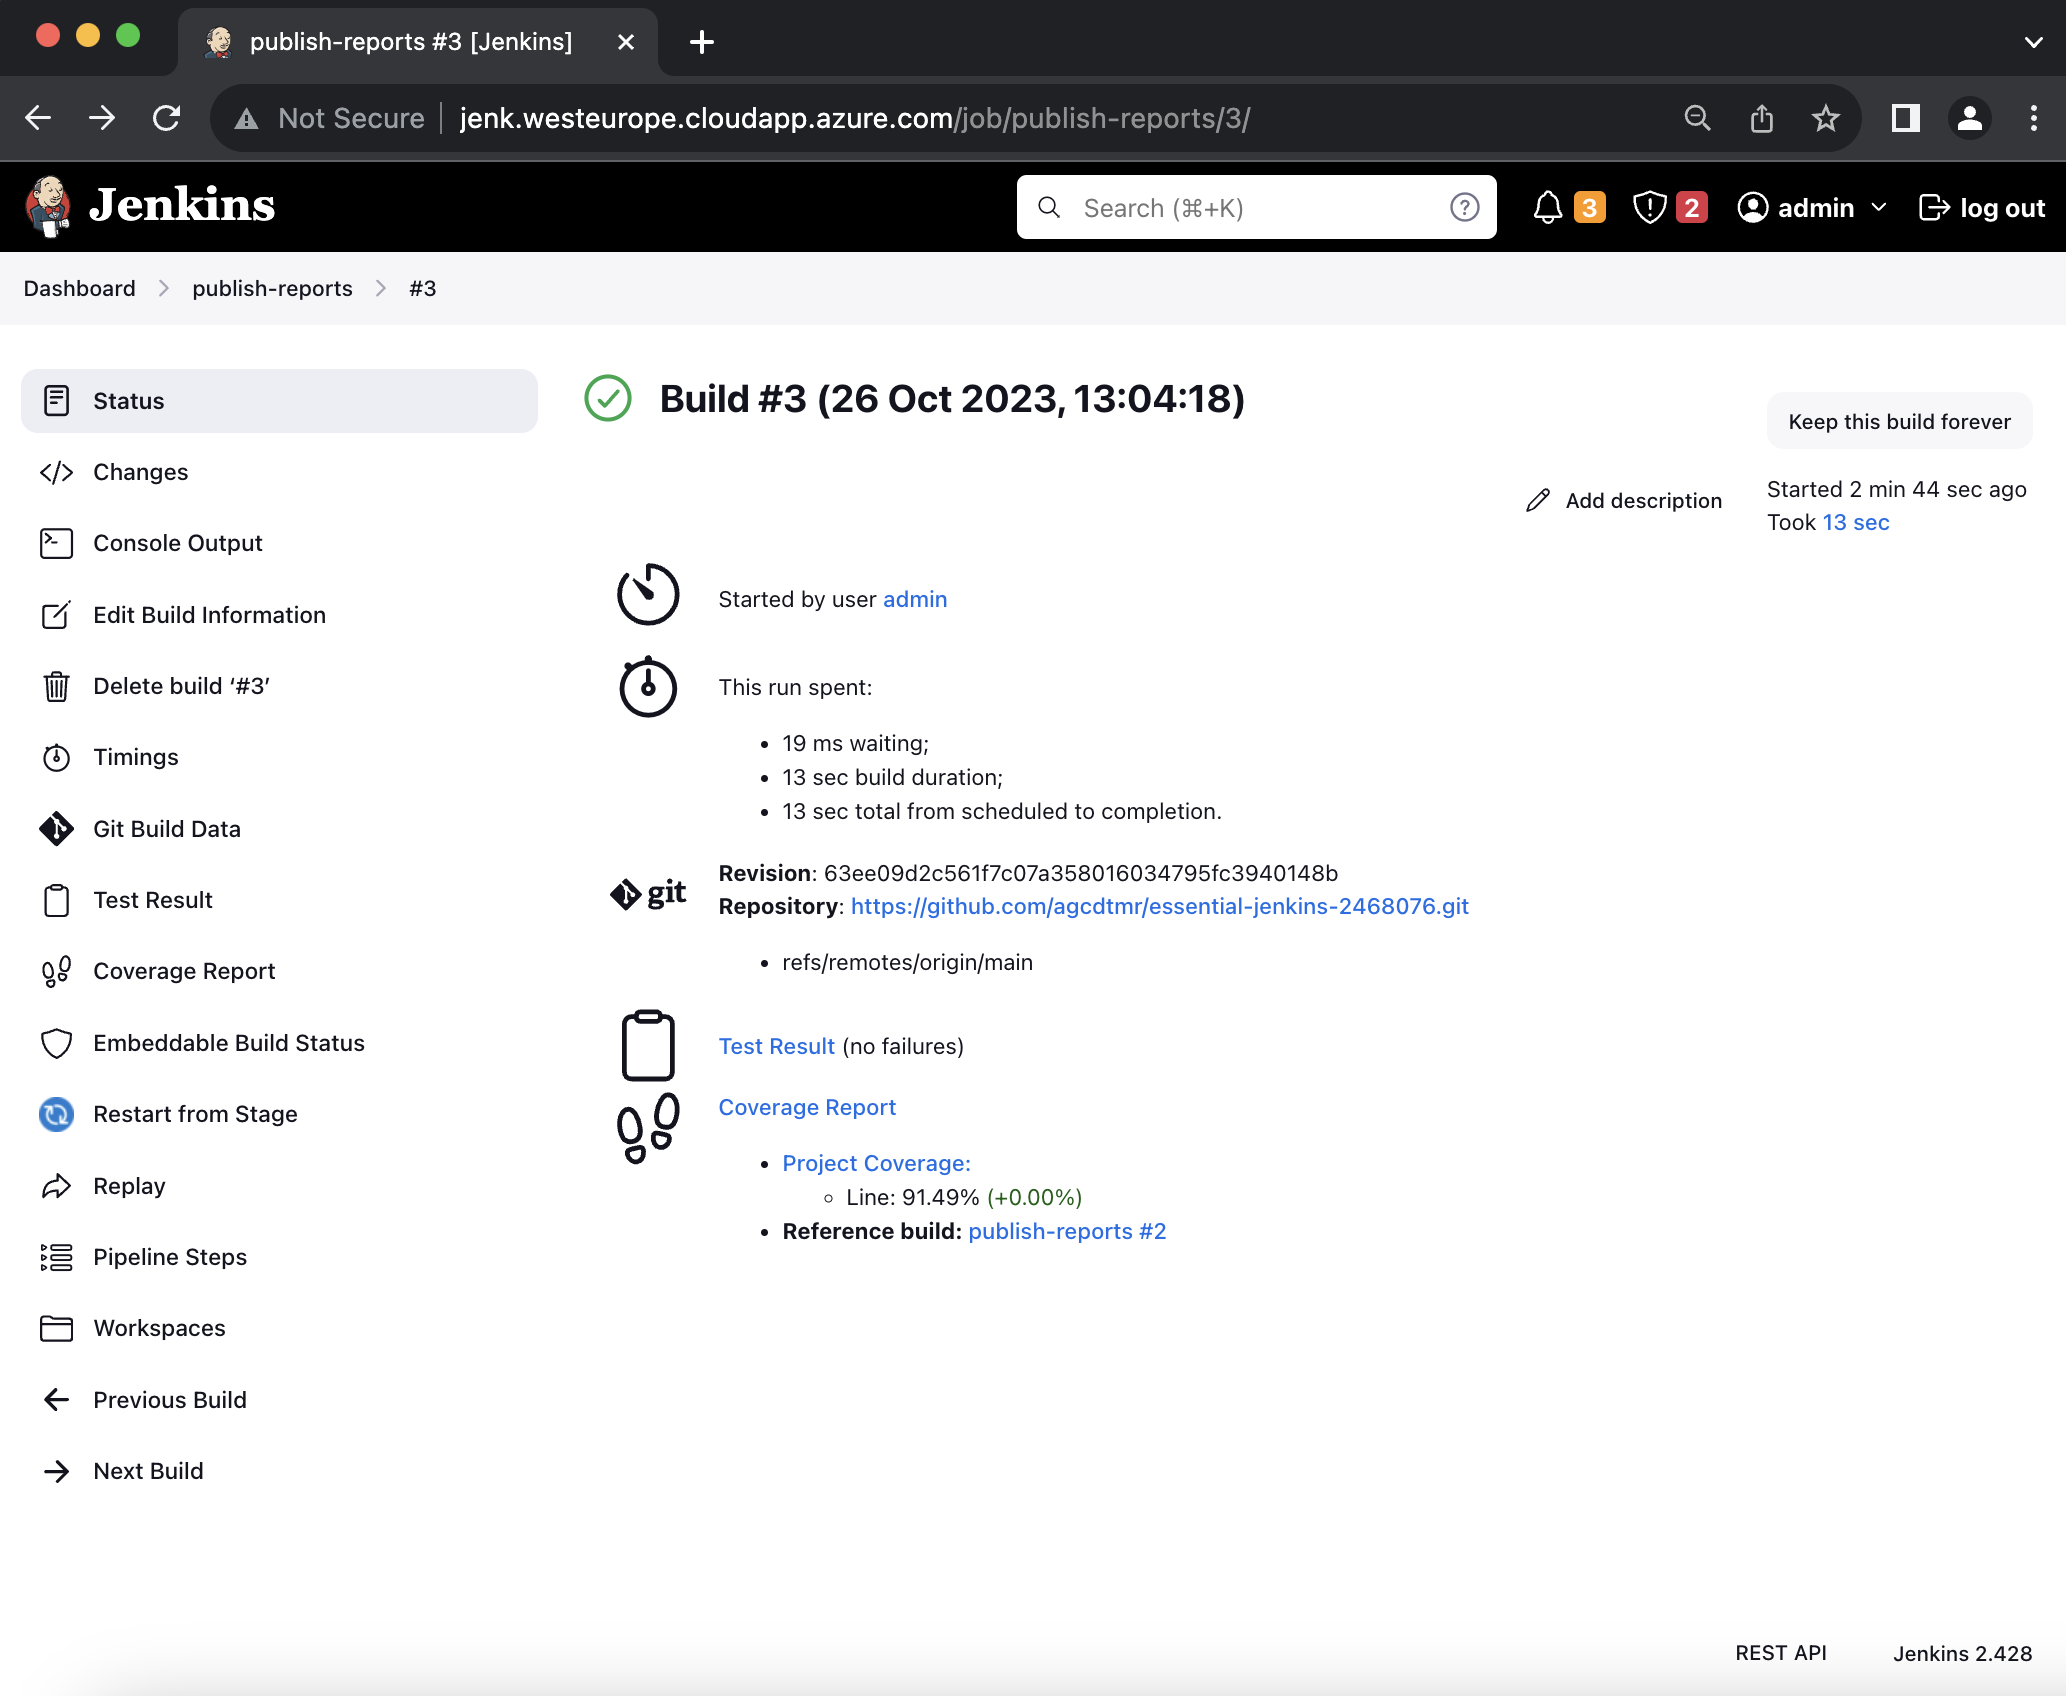 publish-reports #3 [Jenkins]
Not Secure
jenk.westeurope.cloudapp.azure.com/job/publish-reports/3/
Jenkins
Search (⌘+K)
3
2
admin
log out
Dashboard
publish-reports
#3
Status
Changes
Console Output
Edit Build Information
Delete build ‘#3’
Timings
Git Build Data
Test Result
Coverage Report
Embeddable Build Status
Restart from Stage
Replay
Pipeline Steps
Workspaces
Previous Build
Next Build
Build #3 (26 Oct 2023, 13:04:18)
Keep this build forever
Add description
Started 2 min 44 sec ago
Took 13 sec
Started by user admin
This run spent:
19 ms waiting;
13 sec build duration;
13 sec total from scheduled to completion.
git
Revision: 63ee09d2c561f7c07a358016034795fc3940148b
Repository: https://github.com/agcdtmr/essential-jenkins-2468076.git
refs/remotes/origin/main
Test Result (no failures)
Coverage Report
Project Coverage:
Line: 91.49% (+0.00%)
Reference build: publish-reports #2
REST API
Jenkins 2.428